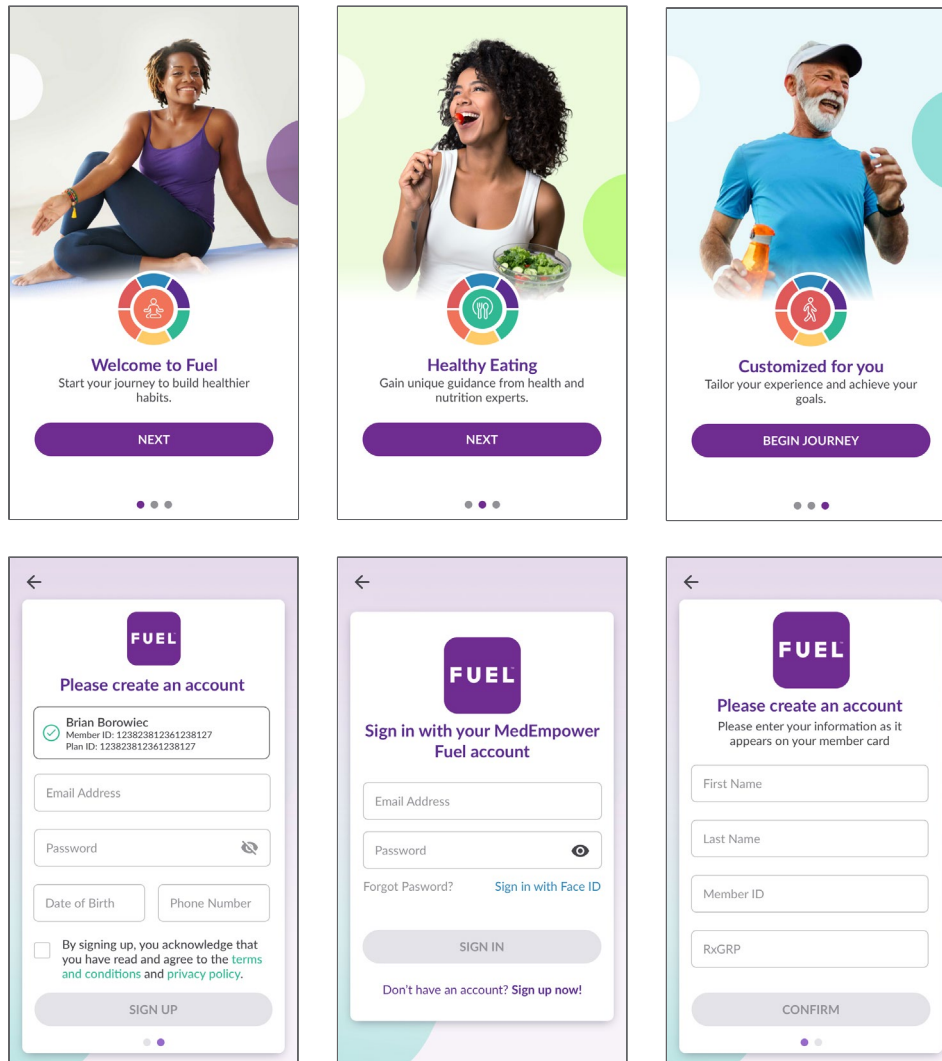 Welcome to Fuel
Start your journey to build healthier
habits.
NEXT
Healthy Eating
Gain unique guidance from health and
nutrition experts.
NEXT
Customized for you
Tailor your experience and achieve your
goals.
BEGIN JOURNEY
FUEL
Please create an account
Brian Borowiec
Member ID: 123823812361238127
Plan ID: 123823812361238127
Email Address
Password
Date of Birth
Phone Number
By signing up, you acknowledge that
you have read and agree to the terms
and conditions and privacy policy.
SIGN UP
FUEL
Sign in with your MedEmpower
Fuel account
Email Address
Password
Forgot Pasword?
Sign in with Face ID
SIGN IN
Don't have an account? Sign up now!
FUEL
Please create an account
Please enter your information as it
appears on your member card
First Name
Last Name
Member ID
RxGRP
CONFIRM